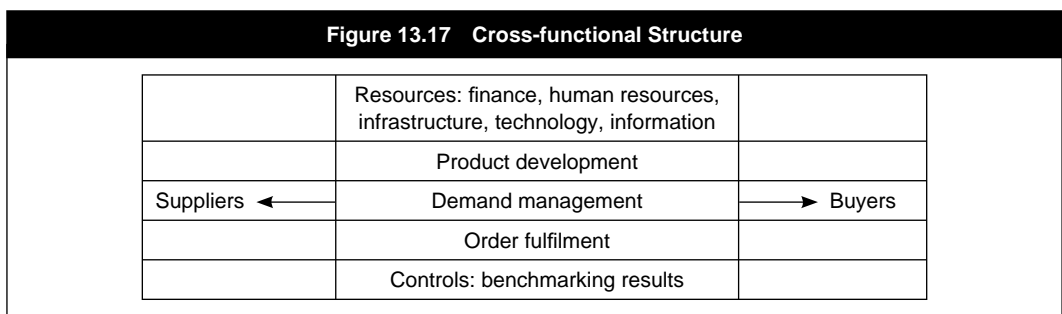 Figure 13.17 Cross-functional Structure
Resources: finance, human resources,
infrastructure, technology, information
Product development
Suppliers
Demand management
Buyers
Order fulfilment
Controls: benchmarking results